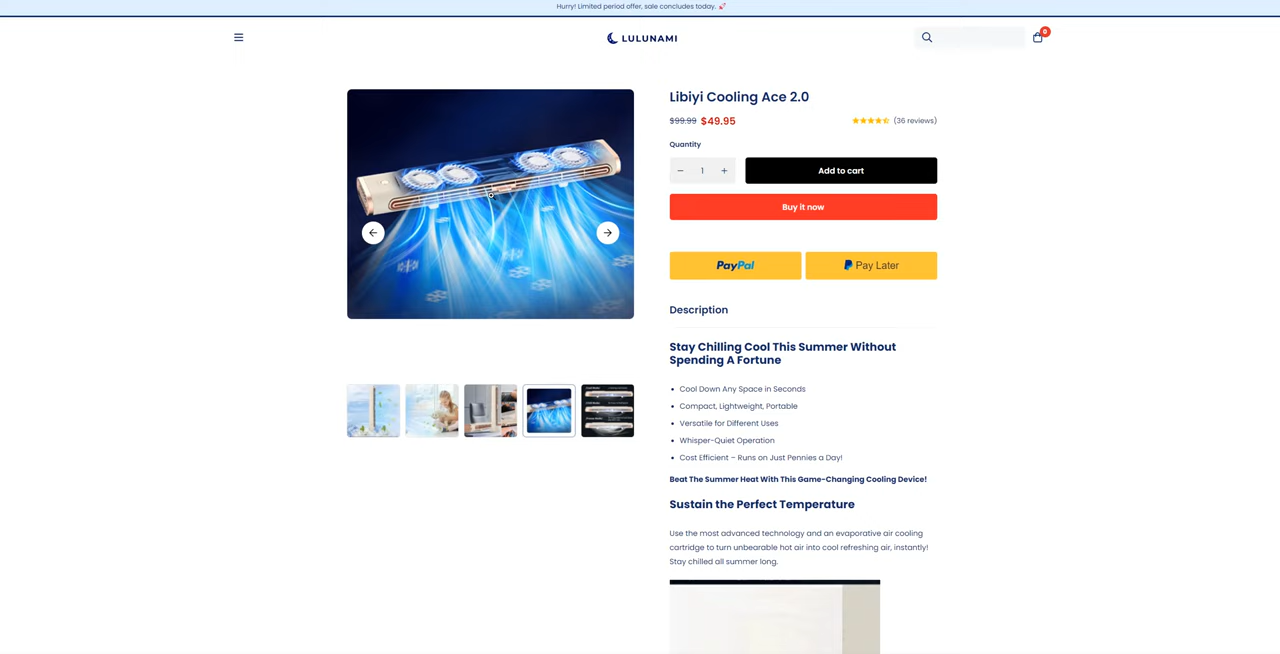 Hurry! Limited period offer, sale concludes today. 🚀
LULUNAMI
0
Libiyi Cooling Ace 2.0
$99.99 $49.95
(36 reviews)
Quantity
− 1 +
Add to cart
Buy it now
PayPal
Pay Later
Description
Stay Chilling Cool This Summer Without
Spending A Fortune
• Cool Down Any Space in Seconds
• Compact, Lightweight, Portable
• Versatile for Different Uses
• Whisper-Quiet Operation
• Cost Efficient – Runs on Just Pennies a Day!
Beat The Summer Heat With This Game-Changing Cooling Device!
Sustain the Perfect Temperature
Use the most advanced technology and an evaporative air cooling
cartridge to turn unbearable hot air into cool refreshing air, instantly!
Stay chilled all summer long.